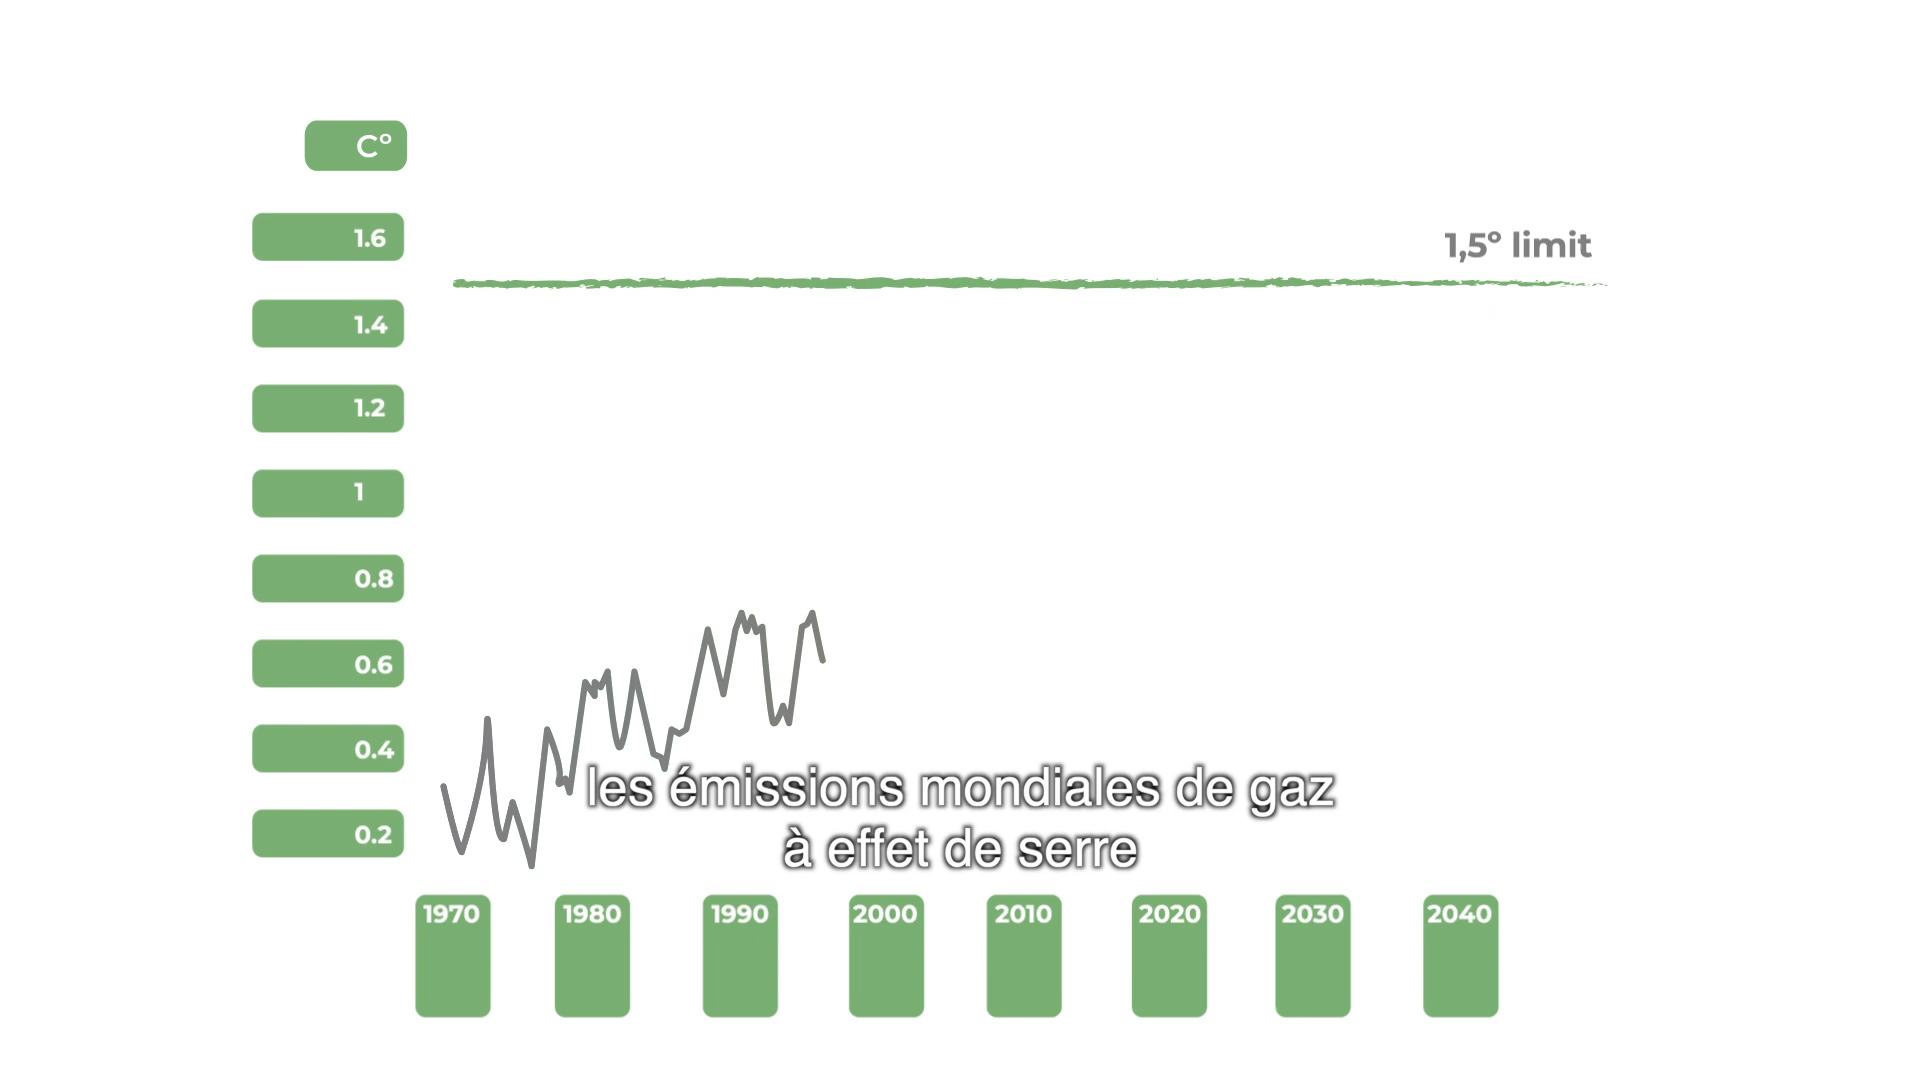 C°
1.6
1,5° limit
1.4
1.2
1
0.8
0.6
0.4
0.2
les émissions mondiales de gaz
à effet de serre
1970 1980 1990 2000 2010 2020 2030 2040